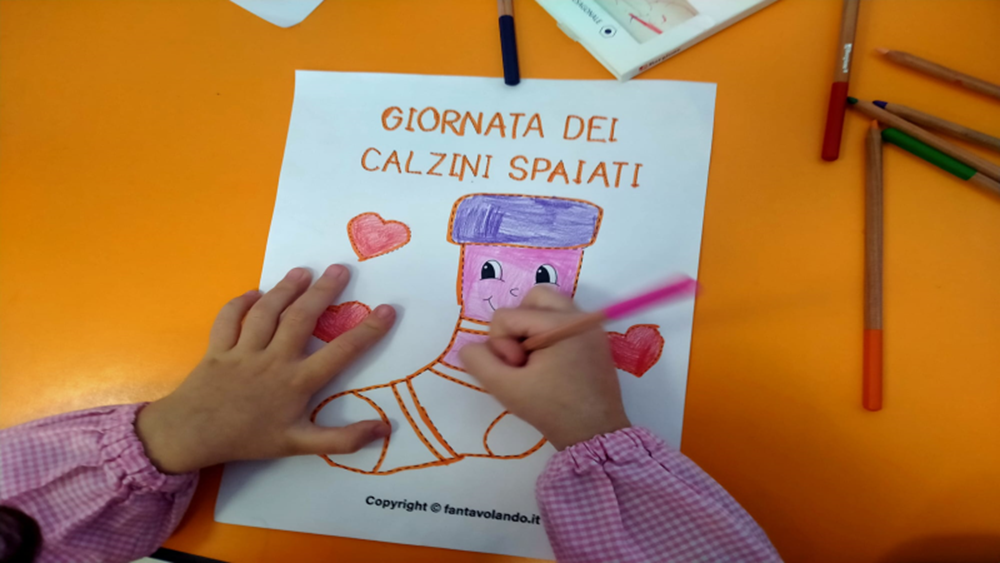 GIORNATA DEI
CALZINI SPAIATI
Copyright © fantavolando.it